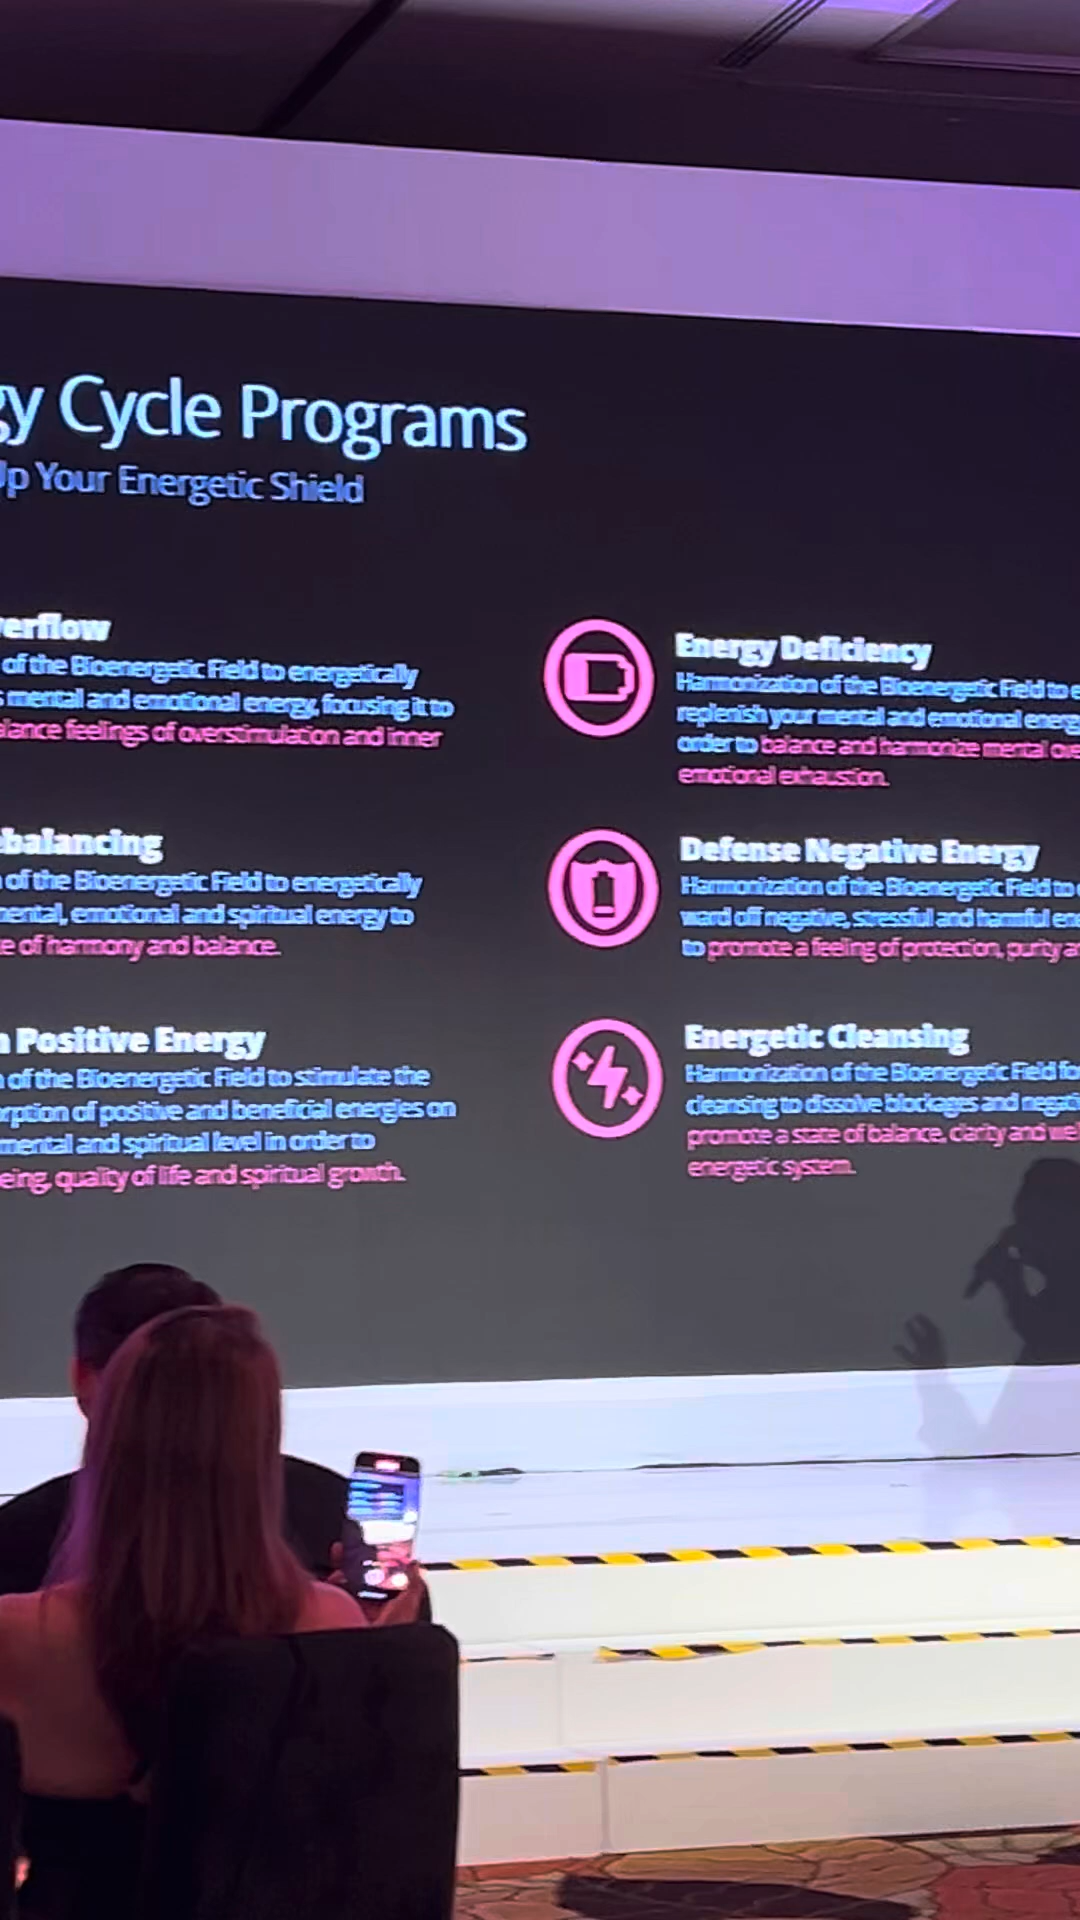 Cycle Programs
Up Your Energetic Shield
of the Bioenergetic Field to energetically
mental and emotional energy, focusing it to
feelings of overstimulation and inner
of the Bioenergetic Field to energetically
mental, emotional and spiritual energy to
of harmony and balance.
Positive Energy
of the Bioenergetic Field to stimulate the
of positive and beneficial energies on
mental and spiritual level in order to
quality of life and spiritual growth.
Energy Deficiency
Harmonization of the Bioenergetic Field to
replenish your mental and emotional
order to balance and harmonize mental
emotional exhaustion.
Defense Negative Energy
Harmonization of the Bioenergetic Field to
ward off negative, stressful and harmful
to promote a feeling of protection, purity
Energetic Cleansing
Harmonization of the Bioenergetic Field
cleansing to dissolve blockages and
promote a state of balance, clarity and
energetic system.